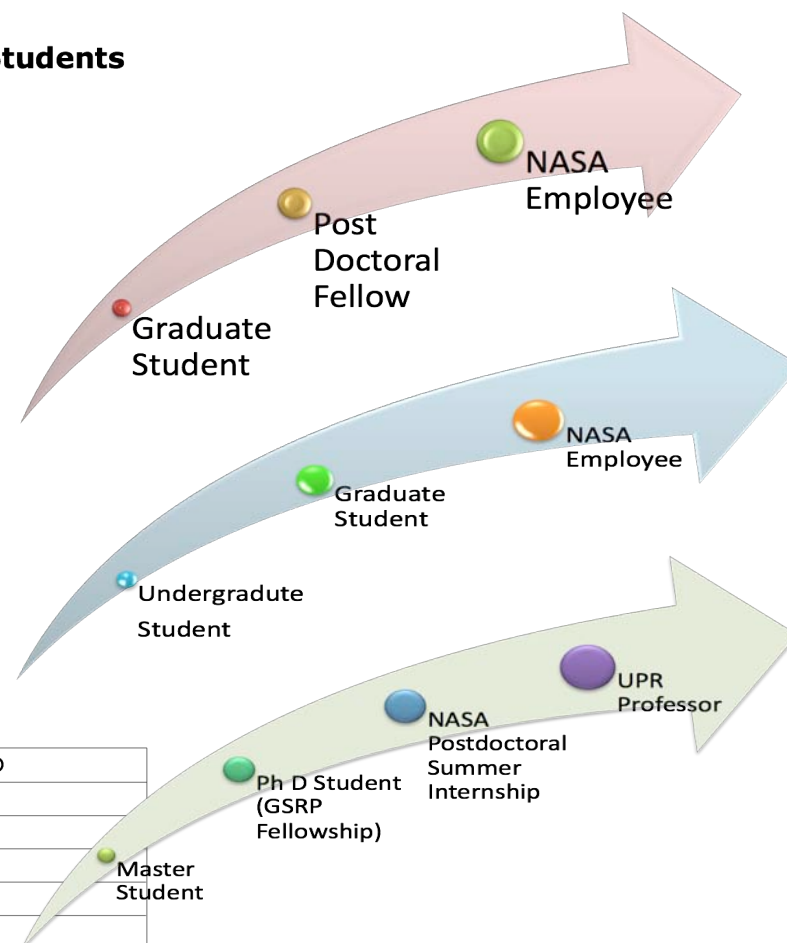 Students
NASA
Employee
Post
Doctoral
Fellow
Graduate
Student
NASA
Employee
Graduate
Student
Undergradute
Student
UPR
Professor
NASA
Postdoctoral
Summer
Internship
Ph D Student
(GSRP
Fellowship)
Master
Student